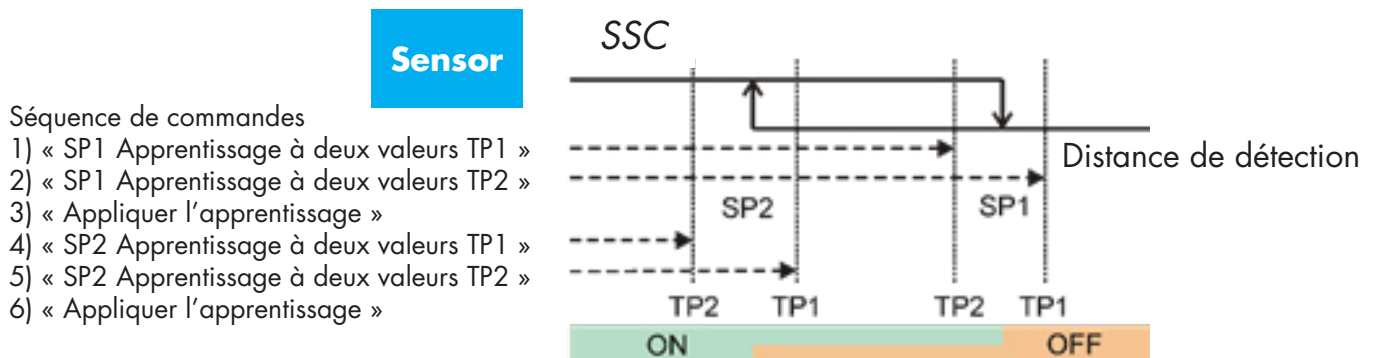 SSC
Sensor
Séquence de commandes
1) « SP1 Apprentissage à deux valeurs TP1 »
2) « SP1 Apprentissage à deux valeurs TP2 »
3) « Appliquer l’apprentissage »
4) « SP2 Apprentissage à deux valeurs TP1 »
5) « SP2 Apprentissage à deux valeurs TP2 »
6) « Appliquer l’apprentissage »
Distance de détection
SP2 SP1
TP2 TP1 TP2 TP1
ON OFF